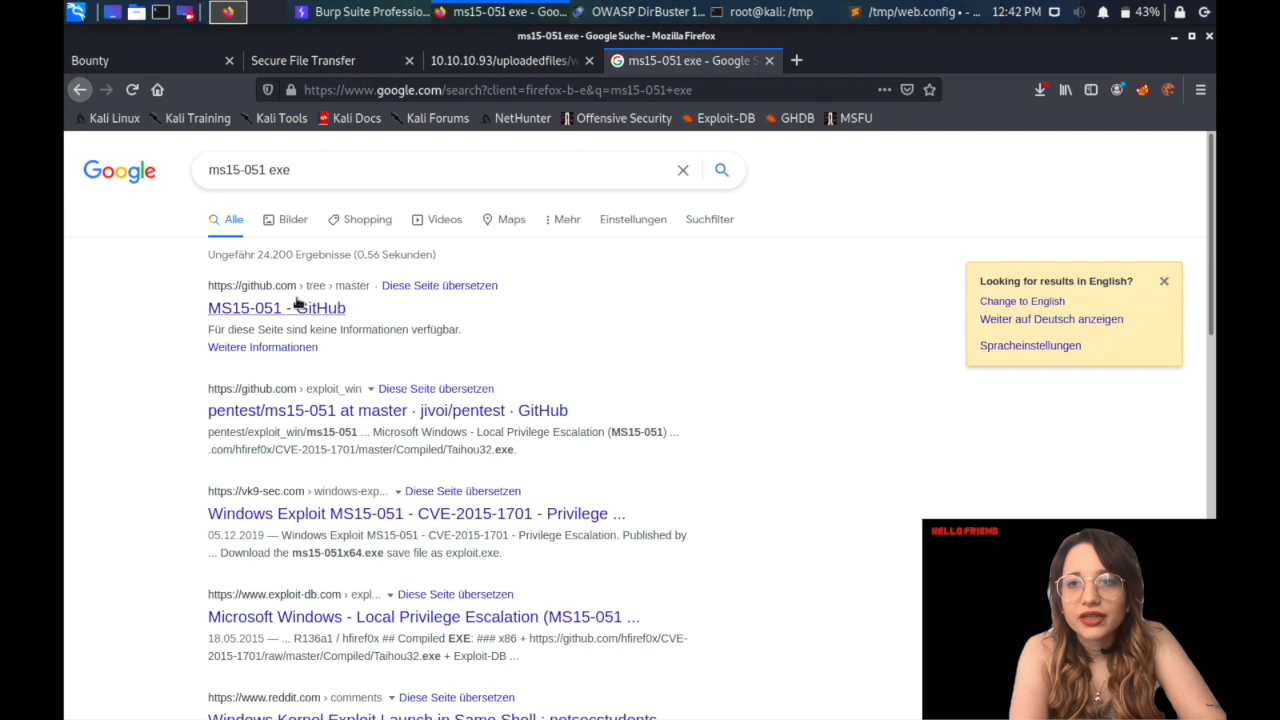 Burp Suite Professio...
ms15-051 exe - Goo...
OWASP DirBuster 1...
root@kali: /tmp
/tmp/web.config • - ...
12:42 PM
43%
ms15-051 exe - Google Suche - Mozilla Firefox
Bounty
Secure File Transfer
10.10.10.93/uploadedfiles/
ms15-051 exe - Google S
https://www.google.com/search?client=firefox-b-e&q=ms15-051+exe
Kali Linux
Kali Training
Kali Tools
Kali Docs
Kali Forums
NetHunter
Offensive Security
Exploit-DB
GHDB
MSFU
Google
ms15-051 exe
Alle
Bilder
Shopping
Videos
Maps
Mehr
Einstellungen
Suchfilter
Ungefähr 24.200 Ergebnisse (0,56 Sekunden)
https://github.com › tree › master · Diese Seite übersetzen
MS15-051 - GitHub
Für diese Seite sind keine Informationen verfügbar.
Weitere Informationen
https://github.com › exploit_win Diese Seite übersetzen
pentest/ms15-051 at master · jivoi/pentest · GitHub
pentest/exploit_win/ms15-051 ... Microsoft Windows - Local Privilege Escalation (MS15-051) ...
.com/hfiref0x/CVE-2015-1701/master/Compiled/Taihou32.exe.
https://vk9-sec.com › windows-exp... Diese Seite übersetzen
Windows Exploit MS15-051 - CVE-2015-1701 - Privilege ...
05.12.2019 — Windows Exploit MS15-051 - CVE-2015-1701 - Privilege Escalation. Published by
... Download the ms15-051x64.exe save file as exploit.exe.
https://www.exploit-db.com › expl... Diese Seite übersetzen
Microsoft Windows - Local Privilege Escalation (MS15-051 ...
18.05.2015 — ... R136a1 / hfiref0x ## Compiled EXE: ### x86 + https://github.com/hfiref0x/CVE-
2015-1701/raw/master/Compiled/Taihou32.exe + Exploit-DB ...
https://www.reddit.com › comments Diese Seite übersetzen
Windows Kernel Exploit Launch in Same Shell : netsecstudents
Looking for results in English?
Change to English
Weiter auf Deutsch anzeigen
Spracheinstellungen
HELLO FRIEND